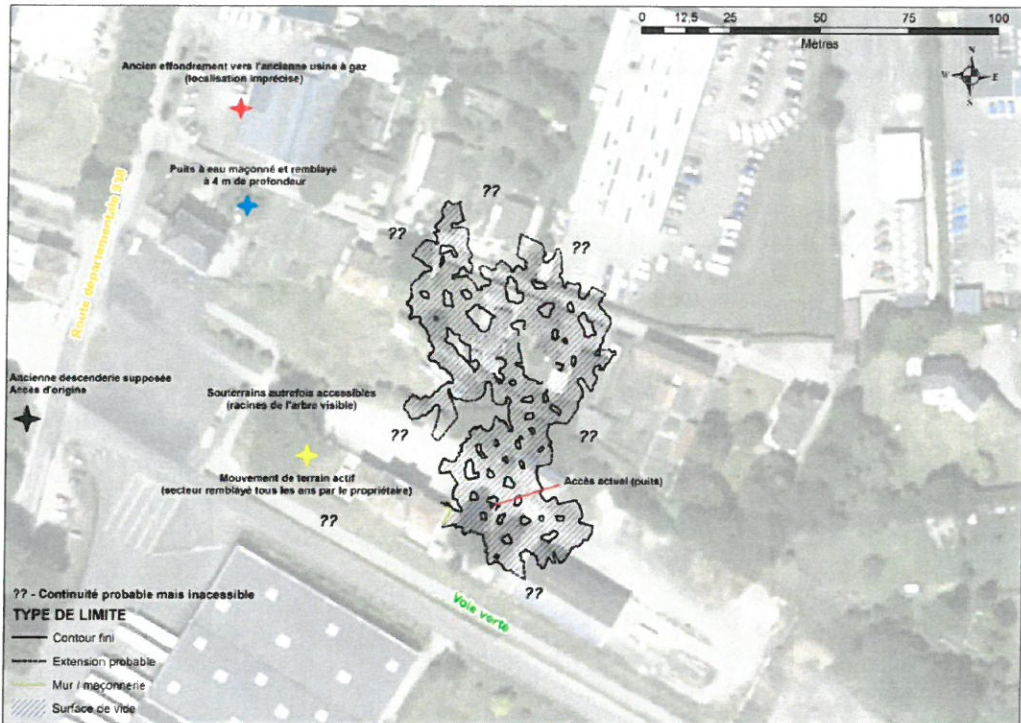 0 12,5 25 50 75 100
Mètres
N
W E
S
Ancien effondrement vers l'ancienne usine à gaz
(localisation imprécise)
Puits à eau maçonné et remblayé
à 4 m de profondeur
??
??
??
Route départementale
Ancienne descenderie supposée
Accès d'origine
Souterrains autrefois accessibles
(racines de l'arbre visible)
??
??
Mouvement de terrain actif
(secteur remblayé tous les ans par le propriétaire)
Accès actuel (puits)
??
??
Voie verte
?? - Continuité probable mais inacessible
TYPE DE LIMITE
Contour fini
Extension probable
Mur / maçonnerie
Surface de vide